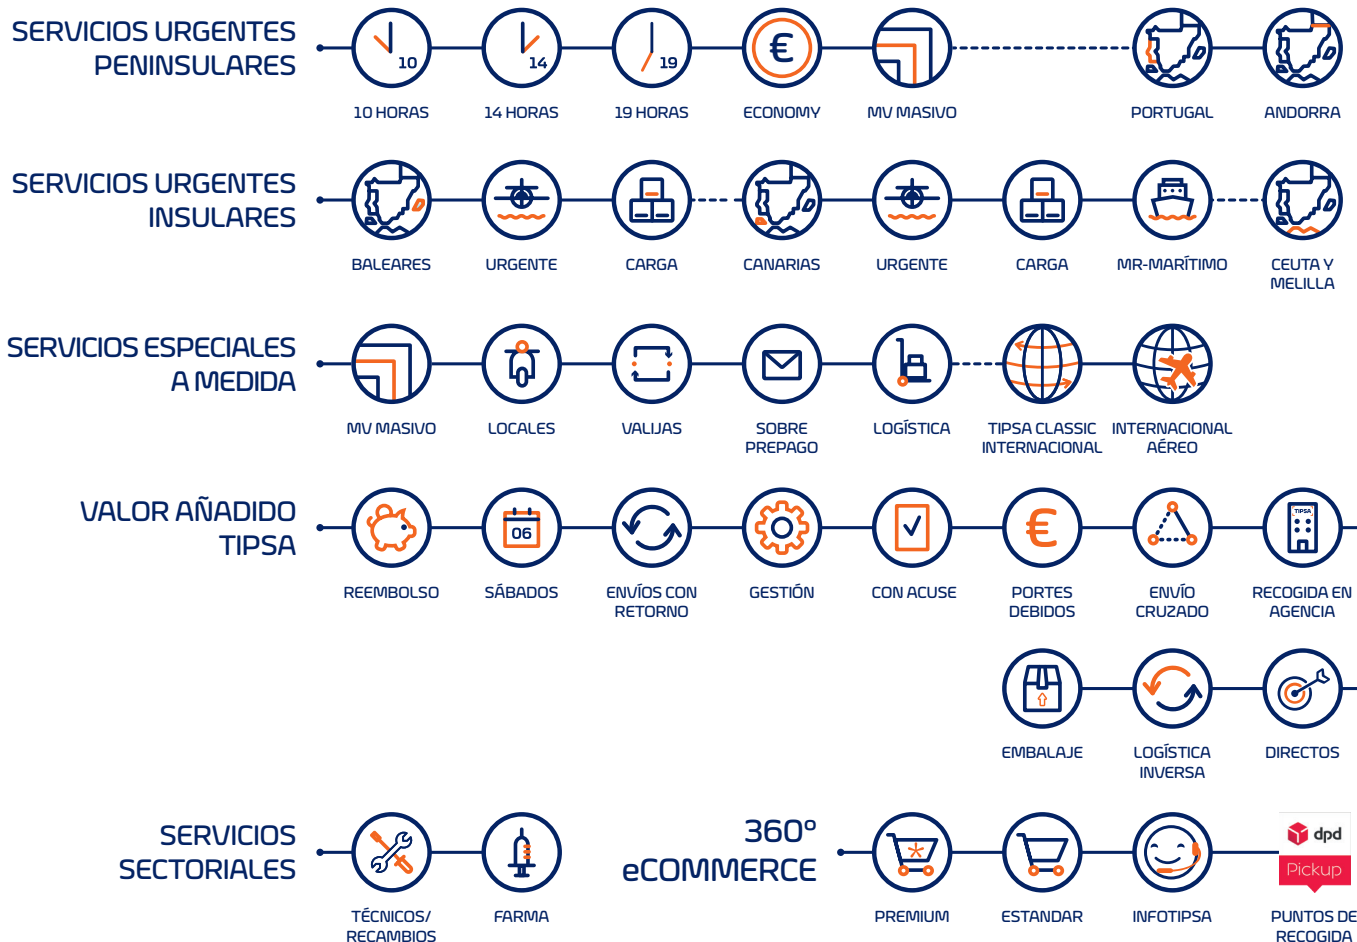 SERVICIOS URGENTES
PENINSULARES
10
14
19
€
10 HORAS
14 HORAS
19 HORAS
ECONOMY
MV MASIVO
PORTUGAL
ANDORRA
SERVICIOS URGENTES
INSULARES
BALEARES
URGENTE
CARGA
CANARIAS
URGENTE
CARGA
MR-MARÍTIMO
CEUTA Y
MELILLA
SERVICIOS ESPECIALES
A MEDIDA
MV MASIVO
LOCALES
VALIJAS
SOBRE
PREPAGO
LOGÍSTICA
TIPSA CLASSIC
INTERNACIONAL
INTERNACIONAL
AÉREO
VALOR AÑADIDO
TIPSA
06
€
TIPSA
REEMBOLSO
SÁBADOS
ENVÍOS CON
RETORNO
GESTIÓN
CON ACUSE
PORTES
DEBIDOS
ENVÍO
CRUZADO
RECOGIDA EN
AGENCIA
EMBALAJE
LOGÍSTICA
INVERSA
DIRECTOS
SERVICIOS
SECTORIALES
TÉCNICOS/
RECAMBIOS
FARMA
360º
eCOMMERCE
dpd
Pickup
PREMIUM
ESTANDAR
INFOTIPSA
PUNTOS DE
RECOGIDA